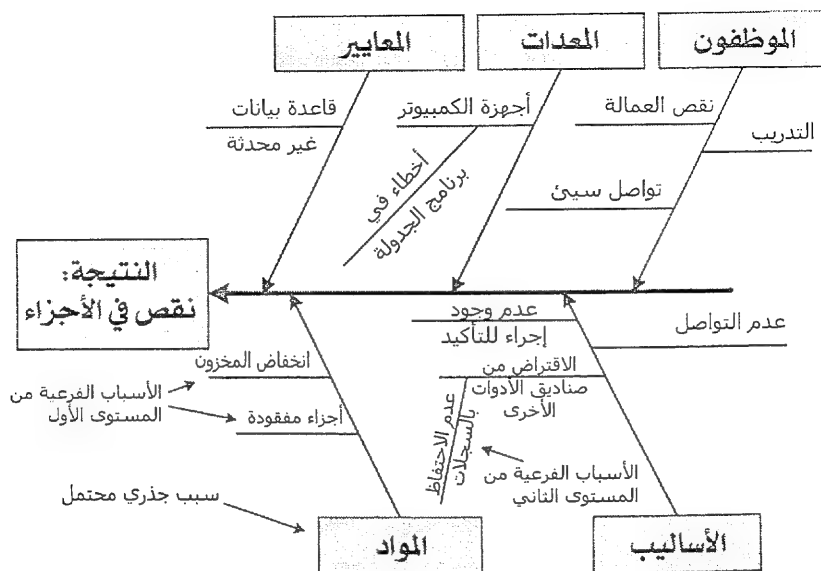 الموظفون
المعدات
المعايير
نقص العمالة
التدريب
تواصل سيئ
أجهزة الكمبيوتر
أخطاء في
برنامج الجدولة
قاعدة بيانات
غير محدثة
النتيجة:
نقص في الأجزاء
عدم التواصل
عدم وجود
إجراء للتأكيد
الاقتراض من
صناديق الأدوات
الأخرى
عدم الاحتفاظ
بالسجلات
الأسباب الفرعية من
المستوى الثاني
انخفاض المخزون
أجزاء مفقودة
الأسباب الفرعية من
المستوى الأول
سبب جذري محتمل
المواد
الأساليب